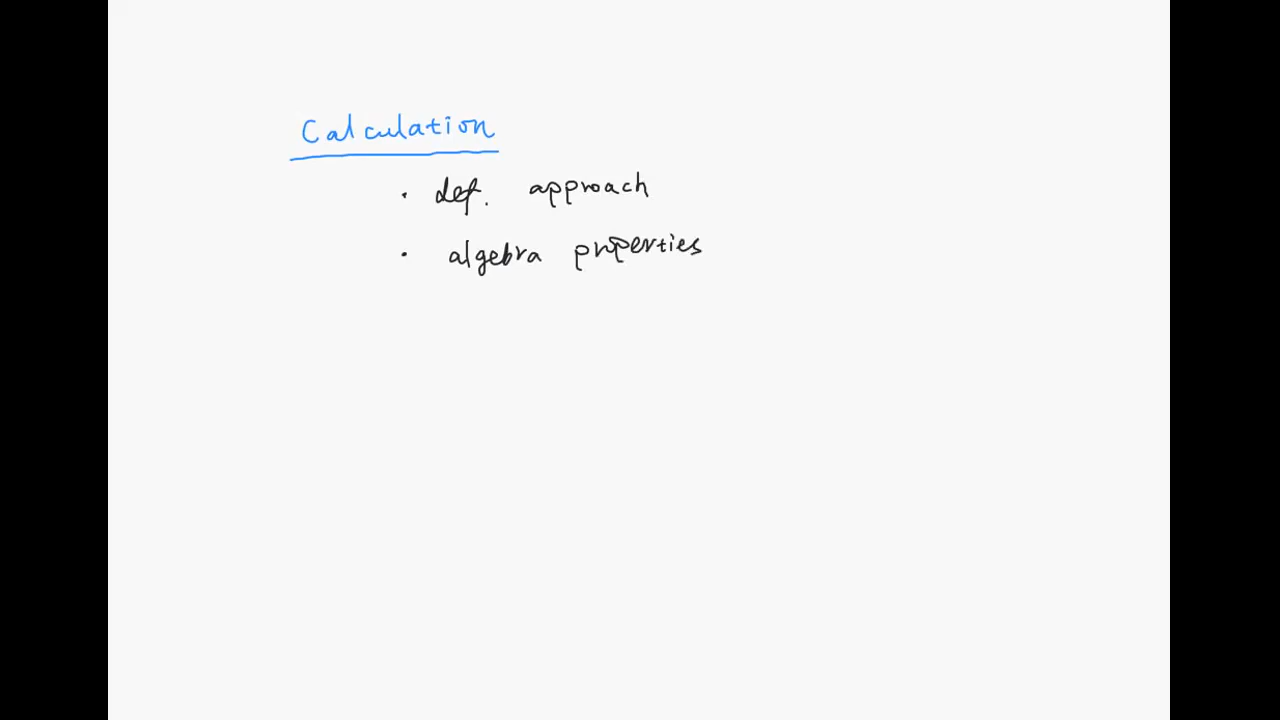 Calculation
· def. approach
· algebra properties